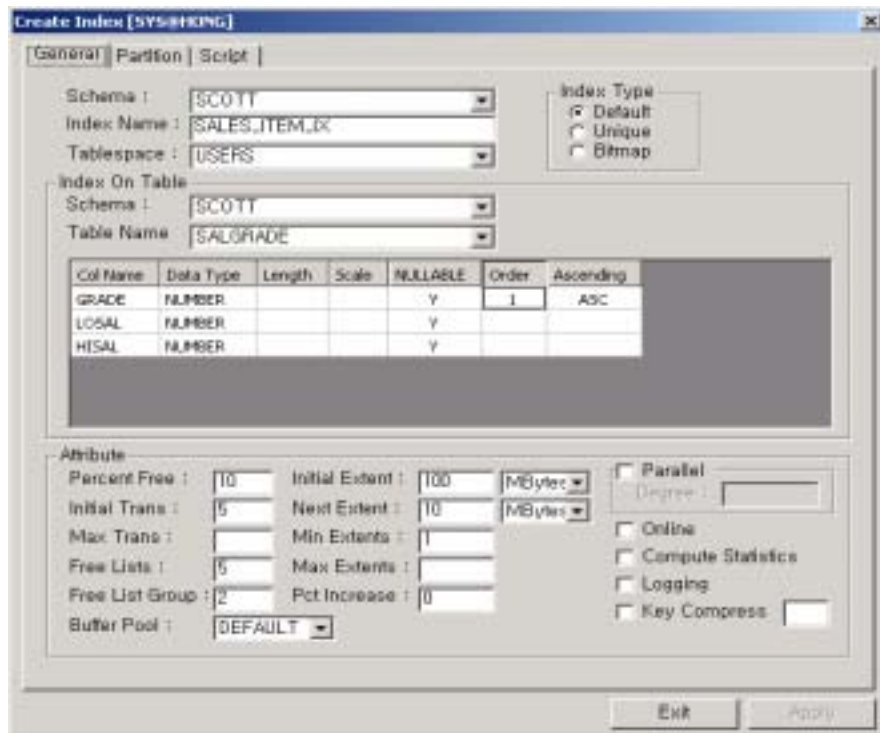 Create Index [SYS@HONG]
General Partition Script
Schema : SCOTT
Index Name : SALES_ITEM_IX
Tablespace : USERS
Index Type
Default
Unique
Bitmap
Index On Table
Schema : SCOTT
Table Name SALGRADE
Col Name Data Type Length Scale NULLABLE Order Ascending
GRADE NUMBER Y 1 ASC
LOSAL NUMBER Y
HISAL NUMBER Y
Attribute
Percent Free : 10 Initial Extent : 100 MBytes
Initial Trans : 5 Next Extent : 10 MBytes
Max Trans : Min Extents : 1
Free Lists : 5 Max Extents :
Free List Group : 2 Pct Increase : 0
Buffer Pool : DEFAULT
Parallel
Degree :
Online
Compute Statistics
Logging
Key Compress
Exit Apply